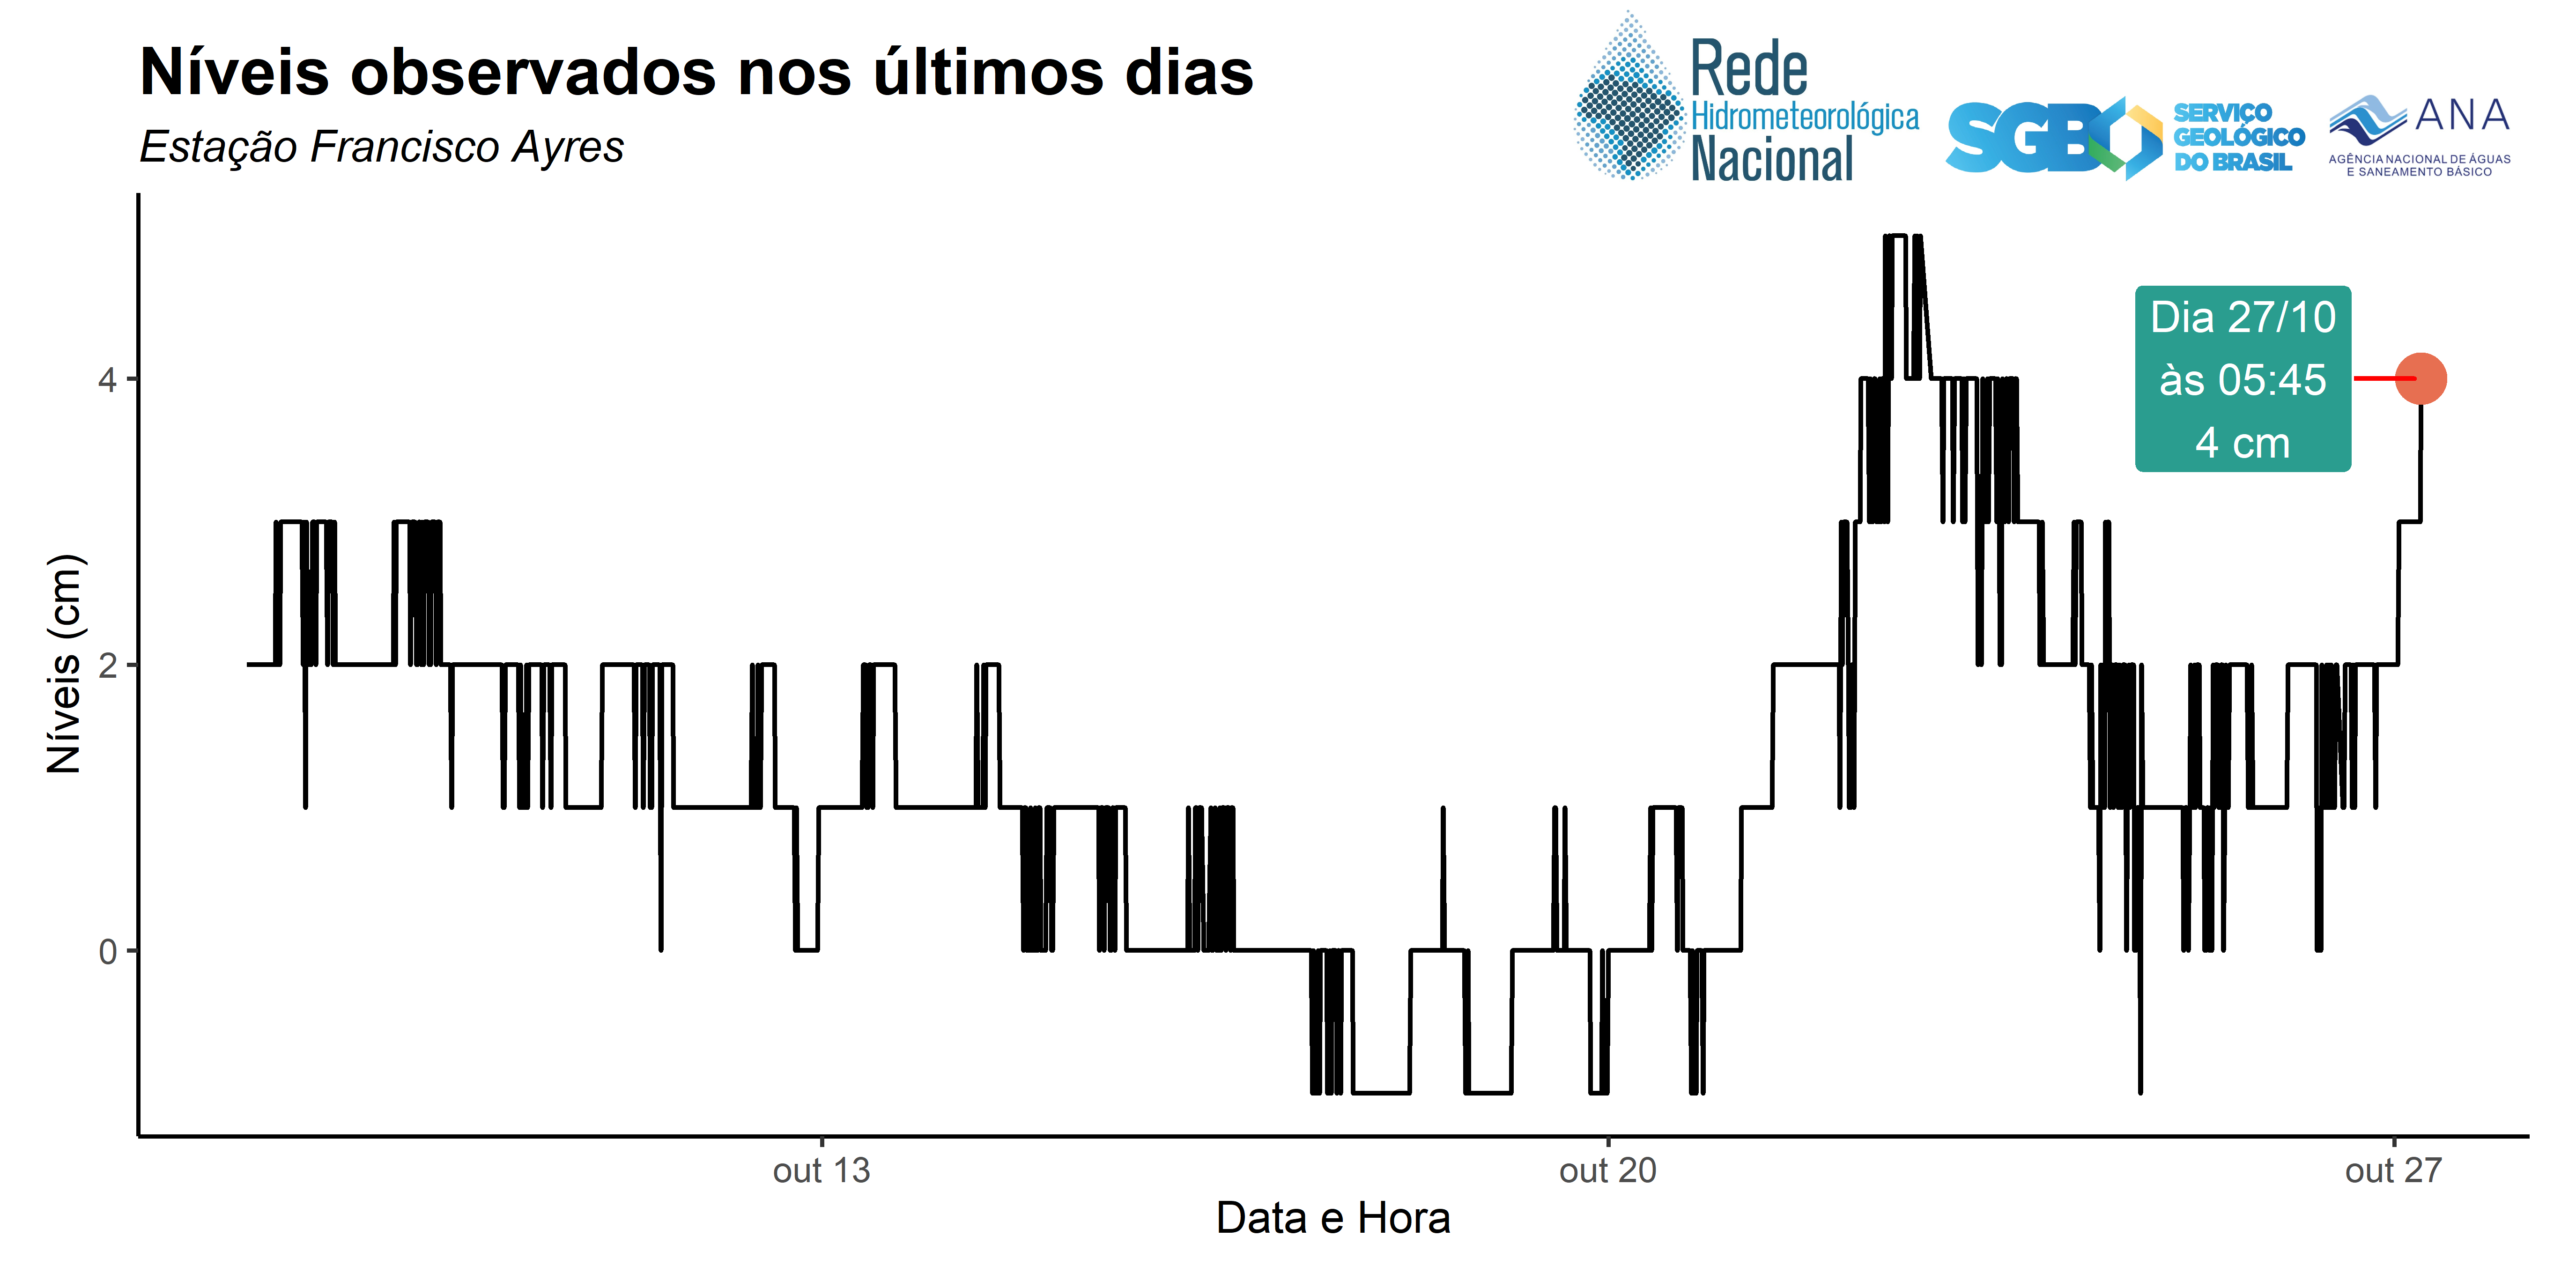 Níveis observados nos últimos dias
Estação Francisco Ayres
Rede
Hidrometeorológica
Nacional
SGB
SERVIÇO
GEOLÓGICO
DO BRASIL
ANA
AGÊNCIA NACIONAL DE ÁGUAS
E SANEAMENTO BÁSICO
Dia 27/10
às 05:45
4 cm
Níveis (cm)
4
2
0
out 13
out 20
out 27
Data e Hora